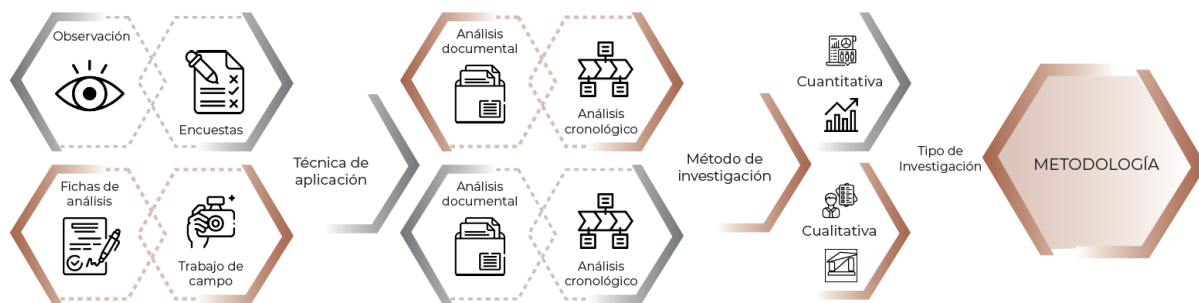 Observación
Encuestas
Fichas de
análisis
Trabajo de
campo
Técnica de
aplicación
Análisis
documental
Análisis
cronológico
Análisis
documental
Análisis
cronológico
Método de
investigación
Cuantitativa
Cualitativa
Tipo de
Investigación
METODOLOGÍA